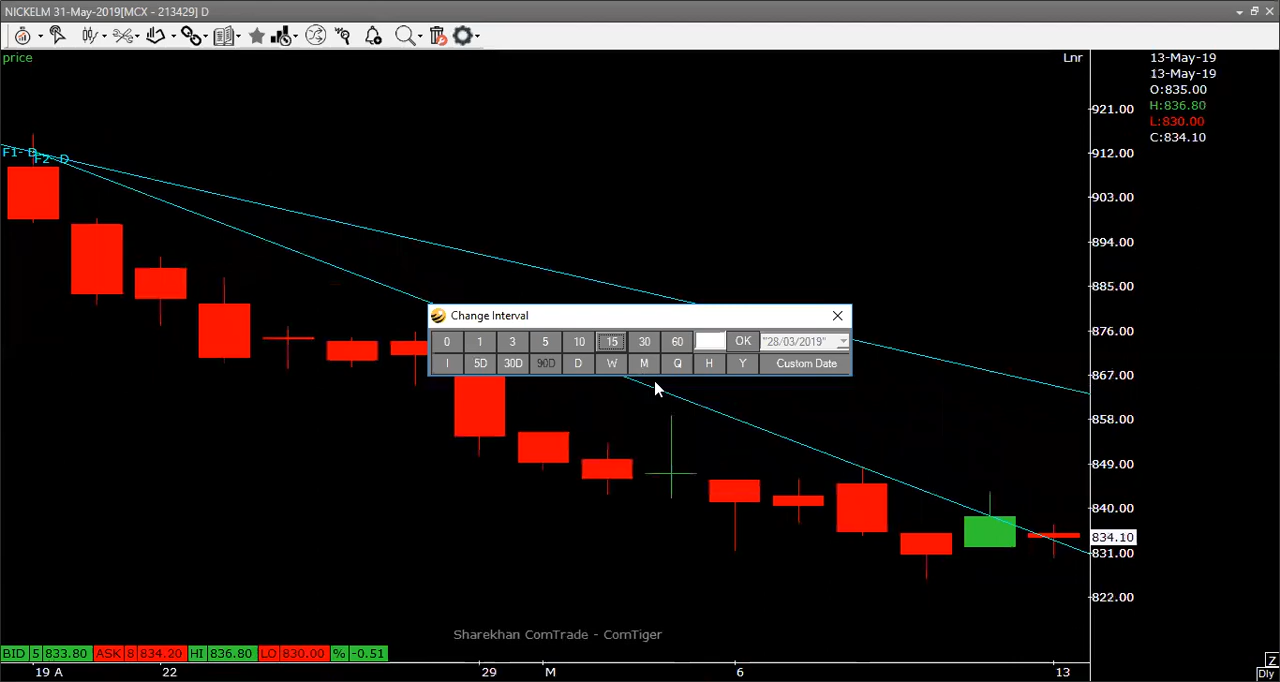 NICKELM 31-May-2019[MCX - 213429] D
price
Lnr
13-May-19
13-May-19
O:835.00
H:836.80
L:830.00
C:834.10
F1- D
F2- D
921.00
912.00
903.00
894.00
885.00
876.00
867.00
858.00
849.00
840.00
834.10
831.00
822.00
Change Interval
0 1 3 5 10 15 30 60 OK "28/03/2019"
I 5D 30D 90D D W M Q H Y Custom Date
Sharekhan ComTrade - ComTiger
BID 5 833.80 ASK 8 834.20 HI 836.80 LO 830.00 % -0.51
19 A 22 29 M 6 13
Z
Dly